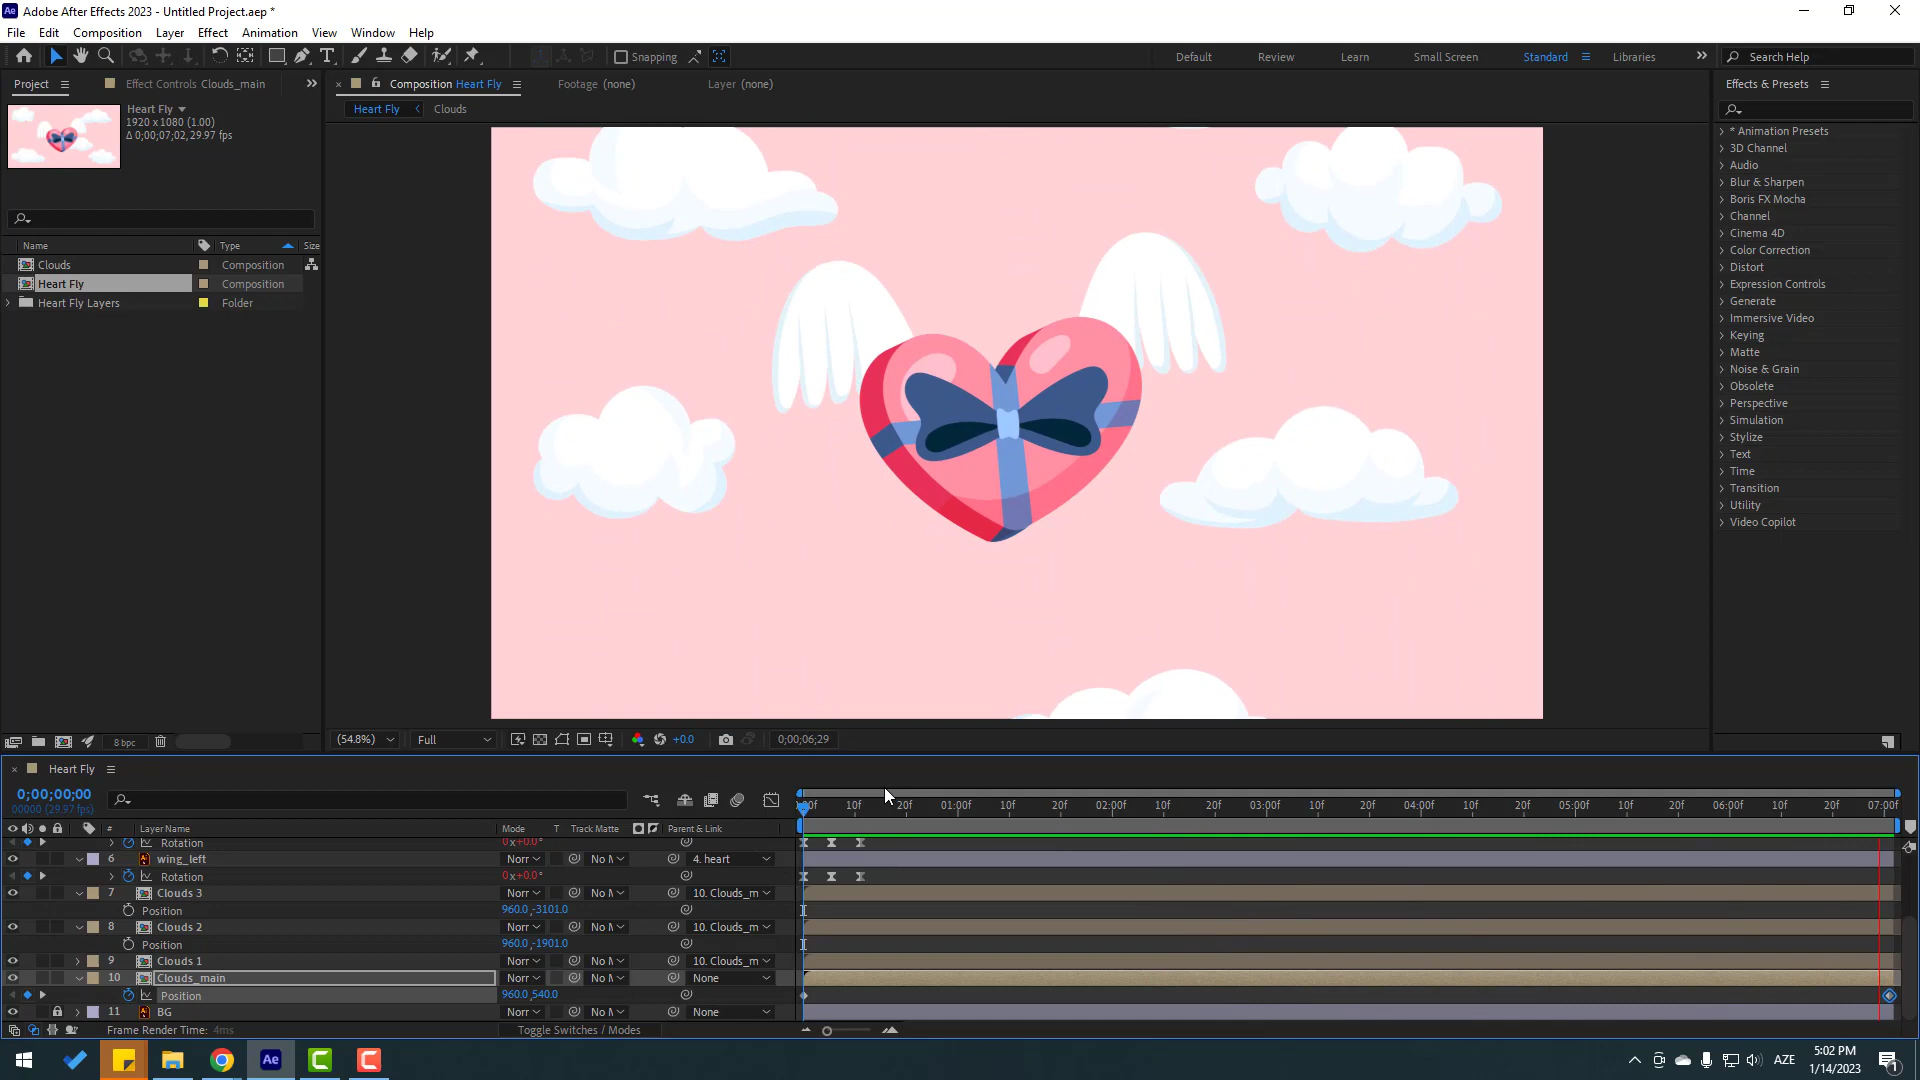 Adobe After Effects 2023 - Untitled Project.aep *
File Edit Composition Layer Effect Animation View Window Help
Snapping Default Review Learn Small Screen Standard Libraries Search Help
Project Effect Controls Clouds_main Composition Heart Fly Footage (none) Layer (none) Effects & Presets
Heart Fly
1920 x 1080 (1.00)
Δ 0;00;07;02, 29.97 fps
Heart Fly Clouds
Name Type Size
Clouds Composition
Heart Fly Composition
Heart Fly Layers Folder
* Animation Presets
3D Channel
Audio
Blur & Sharpen
Boris FX Mocha
Channel
Cinema 4D
Color Correction
Distort
Expression Controls
Generate
Immersive Video
Keying
Matte
Noise & Grain
Obsolete
Perspective
Simulation
Stylize
Text
Time
Transition
Utility
Video Copilot
8 bpc (54.8%) Full +0.0 0;00;06;29
Heart Fly
0;00;00;00
00000 (29.97 fps)
:00f 10f 20f 01:00f 10f 20f 02:00f 10f 20f 03:00f 10f 20f 04:00f 10f 20f 05:00f 10f 20f 06:00f 10f 20f 07:00f
# Layer Name Mode T Track Matte Parent & Link
Rotation 0x+0.0°
6 wing_left Norr No M 4. heart
Rotation 0x+0.0°
7 Clouds 3 Norr No M 10. Clouds_m
Position 960.0,-3101.0
8 Clouds 2 Norr No M 10. Clouds_m
Position 960.0,-1901.0
9 Clouds 1 Norr No M 10. Clouds_m
10 Clouds_main Norr No M None
Position 960.0,540.0
11 BG Norr No M None
Frame Render Time: 4ms Toggle Switches / Modes
Ae AZE
5:02 PM
1/14/2023
1